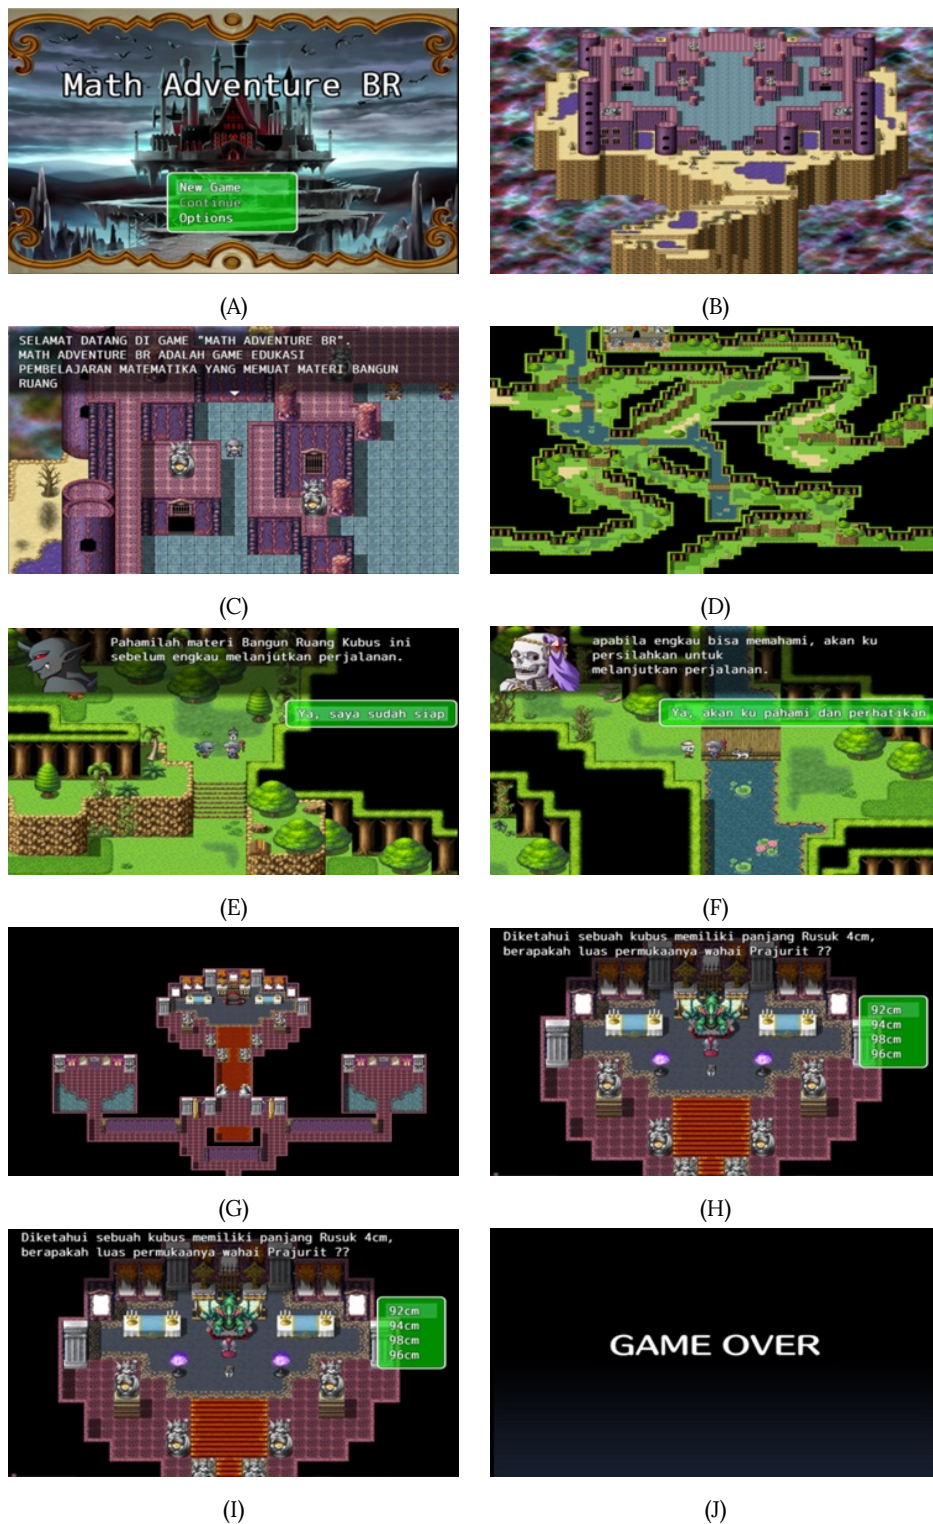 Math Adventure BR
New Game
Continue
Options
(A)
(B)
SELAMAT DATANG DI GAME "MATH ADVENTURE BR".
MATH ADVENTURE BR ADALAH GAME EDUKASI
PEMBELAJARAN MATEMATIKA YANG MEMUAT MATERI BANGUN
RUANG
(C)
(D)
Pahamilah materi Bangun Ruang Kubus ini
sebelum engkau melanjutkan perjalanan.
Ya, saya sudah siap
(E)
apabila engkau bisa memahami, akan ku
persilahkan untuk
melanjutkan perjalanan.
Ya, akan ku pahami dan perhatikan
(F)
(G)
Diketahui sebuah kubus memiliki panjang Rusuk 4cm,
berapakah luas permukaanya wahai Prajurit ??
92cm
94cm
98cm
96cm
(H)
Diketahui sebuah kubus memiliki panjang Rusuk 4cm,
berapakah luas permukaanya wahai Prajurit ??
92cm
94cm
98cm
96cm
(I)
GAME OVER
(J)